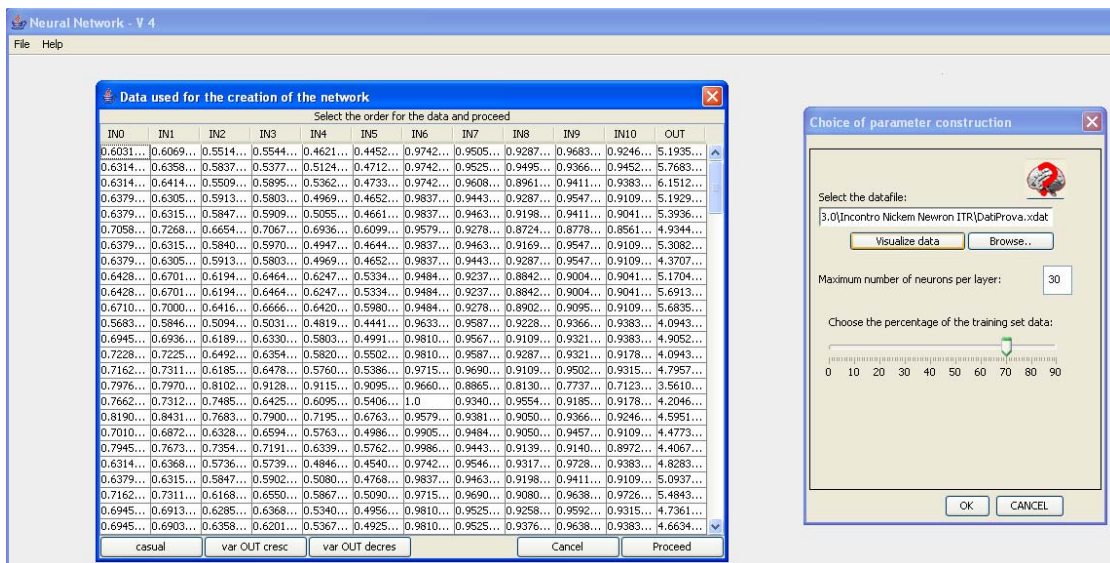 Neural Network - V 4
File Help
Data used for the creation of the network
Select the order for the data and proceed
IN0 IN1 IN2 IN3 IN4 IN5 IN6 IN7 IN8 IN9 IN10 OUT
0.6031... 0.6069... 0.5514... 0.5544... 0.4621... 0.4452... 0.9742... 0.9505... 0.9287... 0.9683... 0.9246... 5.1935...
0.6314... 0.6358... 0.5837... 0.5377... 0.5124... 0.4712... 0.9742... 0.9525... 0.9495... 0.9366... 0.9452... 5.7683...
0.6314... 0.6414... 0.5509... 0.5895... 0.5362... 0.4733... 0.9742... 0.9608... 0.8961... 0.9411... 0.9383... 6.1512...
0.6379... 0.6305... 0.5913... 0.5803... 0.4969... 0.4652... 0.9837... 0.9443... 0.9287... 0.9547... 0.9109... 5.1929...
0.6379... 0.6315... 0.5847... 0.5909... 0.5055... 0.4661... 0.9837... 0.9463... 0.9198... 0.9411... 0.9041... 5.3936...
0.7058... 0.7268... 0.6654... 0.7067... 0.6936... 0.6099... 0.9579... 0.9278... 0.8724... 0.8778... 0.8561... 4.9344...
0.6379... 0.6315... 0.5840... 0.5970... 0.4947... 0.4644... 0.9837... 0.9463... 0.9169... 0.9547... 0.9109... 5.3082...
0.6379... 0.6305... 0.5913... 0.5803... 0.4969... 0.4652... 0.9837... 0.9443... 0.9287... 0.9547... 0.9109... 4.3707...
0.6428... 0.6701... 0.6194... 0.6464... 0.6247... 0.5334... 0.9484... 0.9237... 0.8842... 0.9004... 0.9041... 5.1704...
0.6428... 0.6701... 0.6194... 0.6464... 0.6247... 0.5334... 0.9484... 0.9237... 0.8842... 0.9004... 0.9041... 5.6913...
0.6710... 0.7000... 0.6416... 0.6666... 0.6420... 0.5980... 0.9484... 0.9278... 0.8902... 0.9095... 0.9109... 5.6835...
0.5683... 0.5846... 0.5094... 0.5031... 0.4819... 0.4441... 0.9633... 0.9587... 0.9228... 0.9366... 0.9383... 4.0943...
0.6945... 0.6936... 0.6189... 0.6330... 0.5803... 0.4991... 0.9810... 0.9567... 0.9109... 0.9321... 0.9383... 4.9052...
0.7228... 0.7225... 0.6492... 0.6354... 0.5820... 0.5502... 0.9810... 0.9587... 0.9287... 0.9321... 0.9178... 4.0943...
0.7162... 0.7311... 0.6185... 0.6478... 0.5760... 0.5386... 0.9715... 0.9690... 0.9109... 0.9502... 0.9315... 4.7957...
0.7976... 0.7970... 0.8102... 0.9128... 0.9115... 0.9095... 0.9660... 0.8865... 0.8130... 0.7737... 0.7123... 3.5610...
0.7662... 0.7312... 0.7485... 0.6425... 0.6095... 0.5406... 1.0 0.9340... 0.9554... 0.9185... 0.9178... 4.2046...
0.8190... 0.8431... 0.7683... 0.7900... 0.7195... 0.6763... 0.9579... 0.9381... 0.9050... 0.9366... 0.9246... 4.5951...
0.7010... 0.6872... 0.6328... 0.6594... 0.5763... 0.4986... 0.9905... 0.9484... 0.9050... 0.9457... 0.9109... 4.4773...
0.7945... 0.7673... 0.7354... 0.7191... 0.6339... 0.5762... 0.9986... 0.9443... 0.9139... 0.9140... 0.8972... 4.4067...
0.6314... 0.6368... 0.5736... 0.5739... 0.4846... 0.4540... 0.9742... 0.9546... 0.9317... 0.9728... 0.9383... 4.8283...
0.6379... 0.6315... 0.5847... 0.5902... 0.5080... 0.4768... 0.9837... 0.9463... 0.9198... 0.9411... 0.9109... 5.0937...
0.7162... 0.7311... 0.6168... 0.6550... 0.5867... 0.5090... 0.9715... 0.9690... 0.9080... 0.9638... 0.9726... 5.4843...
0.6945... 0.6913... 0.6285... 0.6368... 0.5340... 0.4956... 0.9810... 0.9525... 0.9258... 0.9592... 0.9315... 4.7361...
0.6945... 0.6903... 0.6358... 0.6201... 0.5367... 0.4925... 0.9810... 0.9525... 0.9376... 0.9638... 0.9383... 4.6634...
casual var OUT cresc var OUT decres Cancel Proceed
Choice of parameter construction
Select the datafile:
3.0\Incontro Nickem Newron ITR\DatiProva.xdat
Visualize data Browse..
Maximum number of neurons per layer: 30
Choose the percentage of the training set data:
0 10 20 30 40 50 60 70 80 90
OK CANCEL